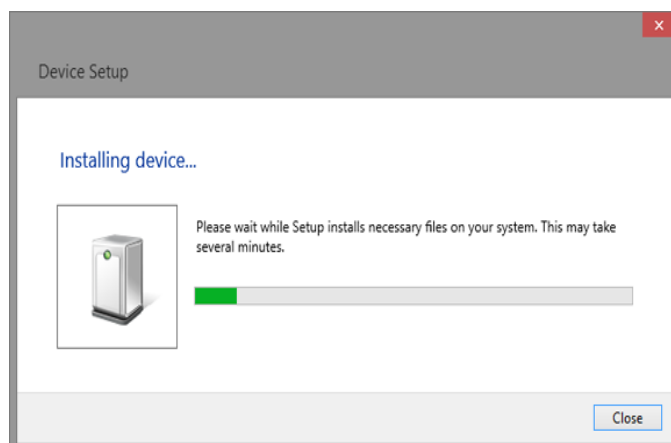 Device Setup
Installing device...
Please wait while Setup installs necessary files on your system. This may take
several minutes.
Close